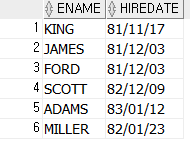 ENAME HIREDATE
1 KING 81/11/17
2 JAMES 81/12/03
3 FORD 81/12/03
4 SCOTT 82/12/09
5 ADAMS 83/01/12
6 MILLER 82/01/23